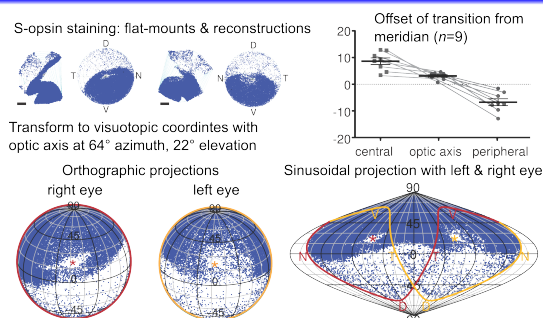 S-opsin staining: flat-mounts & reconstructions
D
D
T
N
N
T
V
V
Transform to visuotopic coordintes with
optic axis at 64° azimuth, 22° elevation
Offset of transition from
meridian (n=9)
20
10
0
-10
-20
central
optic axis
peripheral
Orthographic projections
right eye
left eye
90
45
0
90
45
0
Sinusoidal projection with left & right eye
90
45
0
-45
V
V
N
N